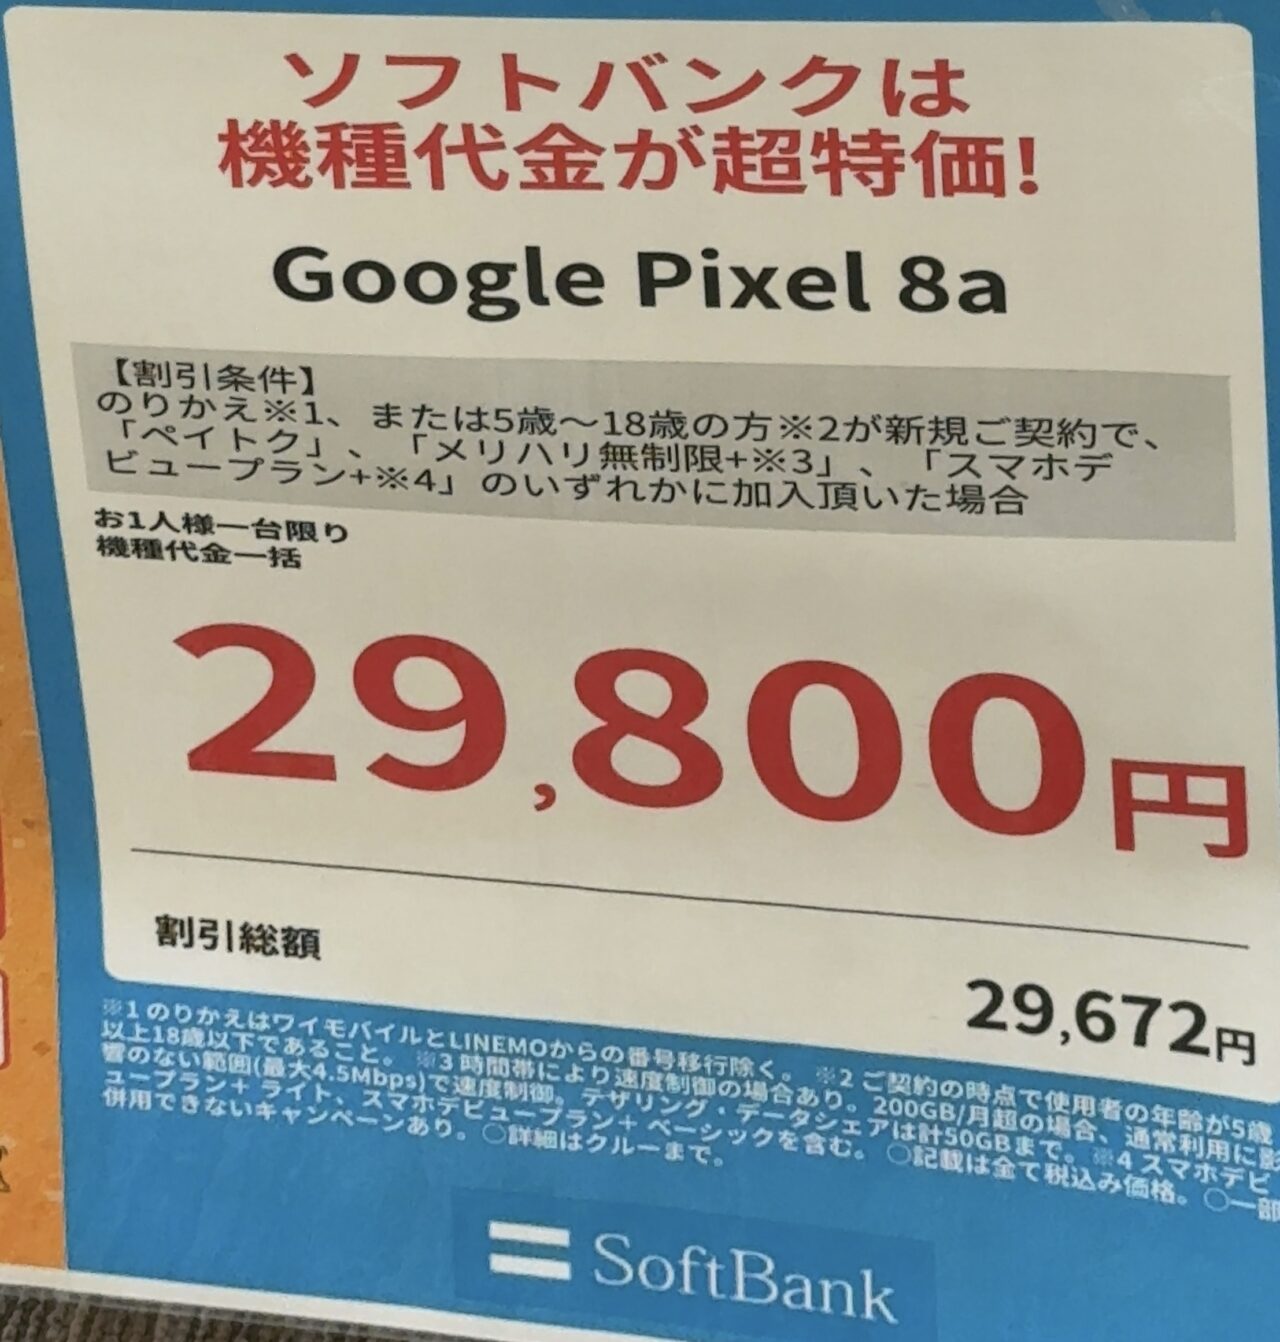 ソフトバンクは
機種代金が超特価!
Google Pixel 8a
【割引条件】
のりかえ※1、または5歳～18歳の方※2が新規ご契約で、
「ペイトク」、「メリハリ無制限+※3」、「スマホデ
ビュープラン+※4」のいずれかに加入頂いた場合
お1人様一台限り
機種代金一括
29,800円
割引総額
29,672円
※1 のりかえはワイモバイルとLINEMOからの番号移行除く。 ※2 ご契約の時点で使用者の年齢が5歳
以上18歳以下であること。 ※3 時間帯により速度制御の場合あり。200GB/月超の場合、通常利用に影
響のない範囲(最大4.5Mbps)で速度制御。テザリング・データシェアは計50GBまで。※4 スマホデビ
ュープラン＋ ライト、スマホデビュープラン＋ ベーシックを含む。 ○記載は全て税込み価格。○一部
併用できないキャンペーンあり。○詳細はクルーまで。
SoftBank